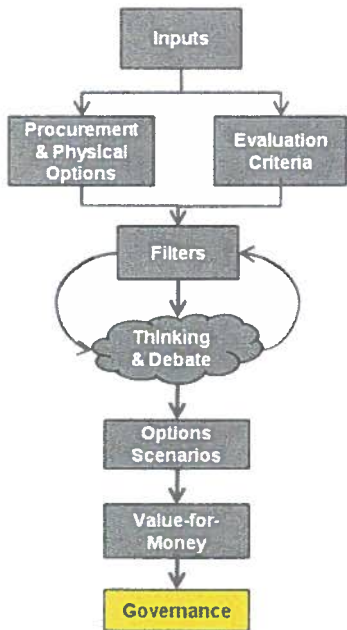 Inputs
Procurement
& Physical
Options
Evaluation
Criteria
Filters
Thinking
& Debate
Options
Scenarios
Value-for-
Money
Governance